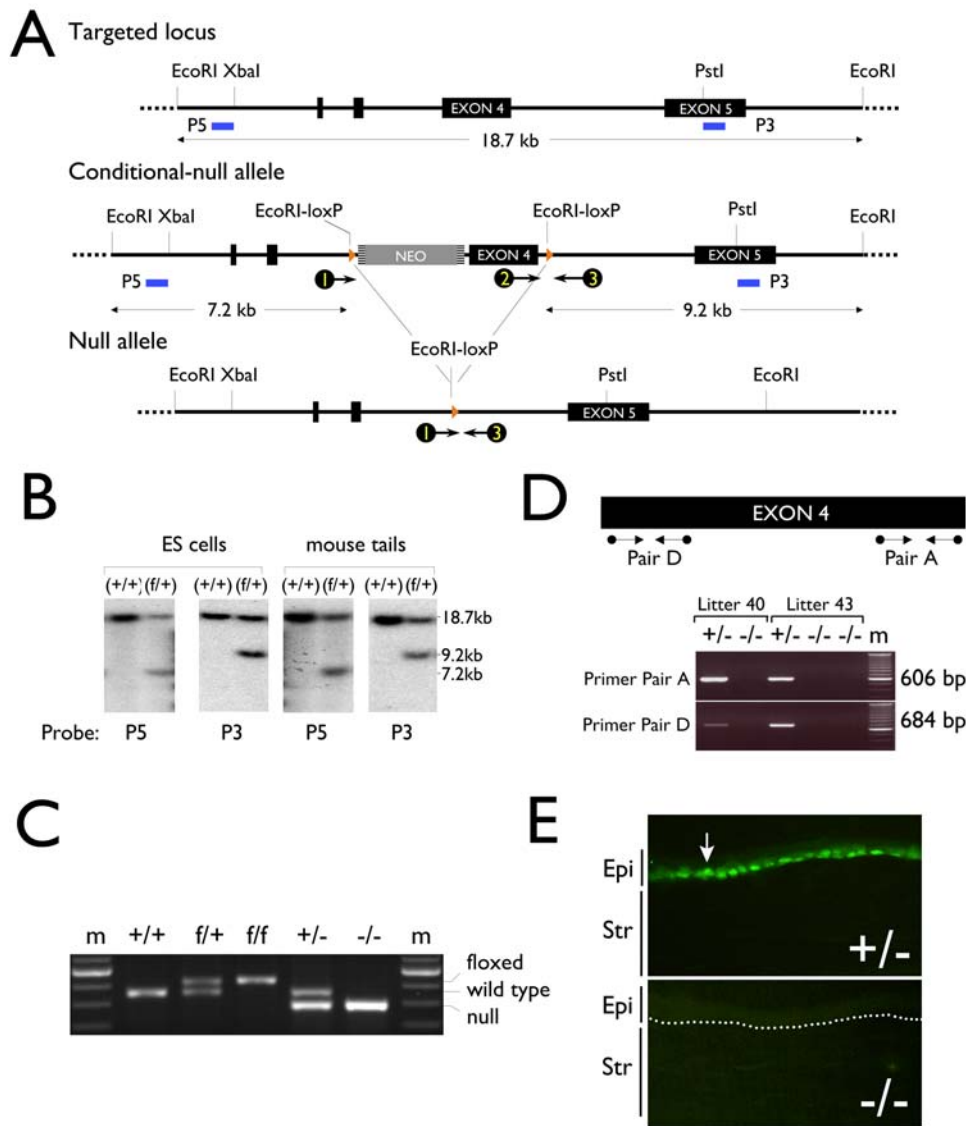 A
Targeted locus
EcoRI XbaI
PstI
EcoRI
EXON 4
EXON 5
P5
P3
18.7 kb
Conditional-null allele
EcoRI-loxP
EcoRI-loxP
EcoRI XbaI
PstI
EcoRI
NEO
EXON 4
EXON 5
P5
1
2
3
P3
7.2 kb
9.2 kb
Null allele
EcoRI-loxP
EcoRI XbaI
PstI
EcoRI
EXON 5
1
3
B
ES cells
mouse tails
(+/+) (f/+)
(+/+) (f/+)
(+/+) (f/+)
(+/+) (f/+)
18.7kb
9.2kb
7.2kb
Probe: P5 P3 P5 P3
C
m +/+ f/+ f/f +/- -/- m
floxed
wild type
null
D
EXON 4
Pair D
Pair A
Litter 40 Litter 43
+/- -/- +/- -/- -/- m
Primer Pair A
606 bp
Primer Pair D
684 bp
E
Epi
Str
+/-
Epi
Str
-/-